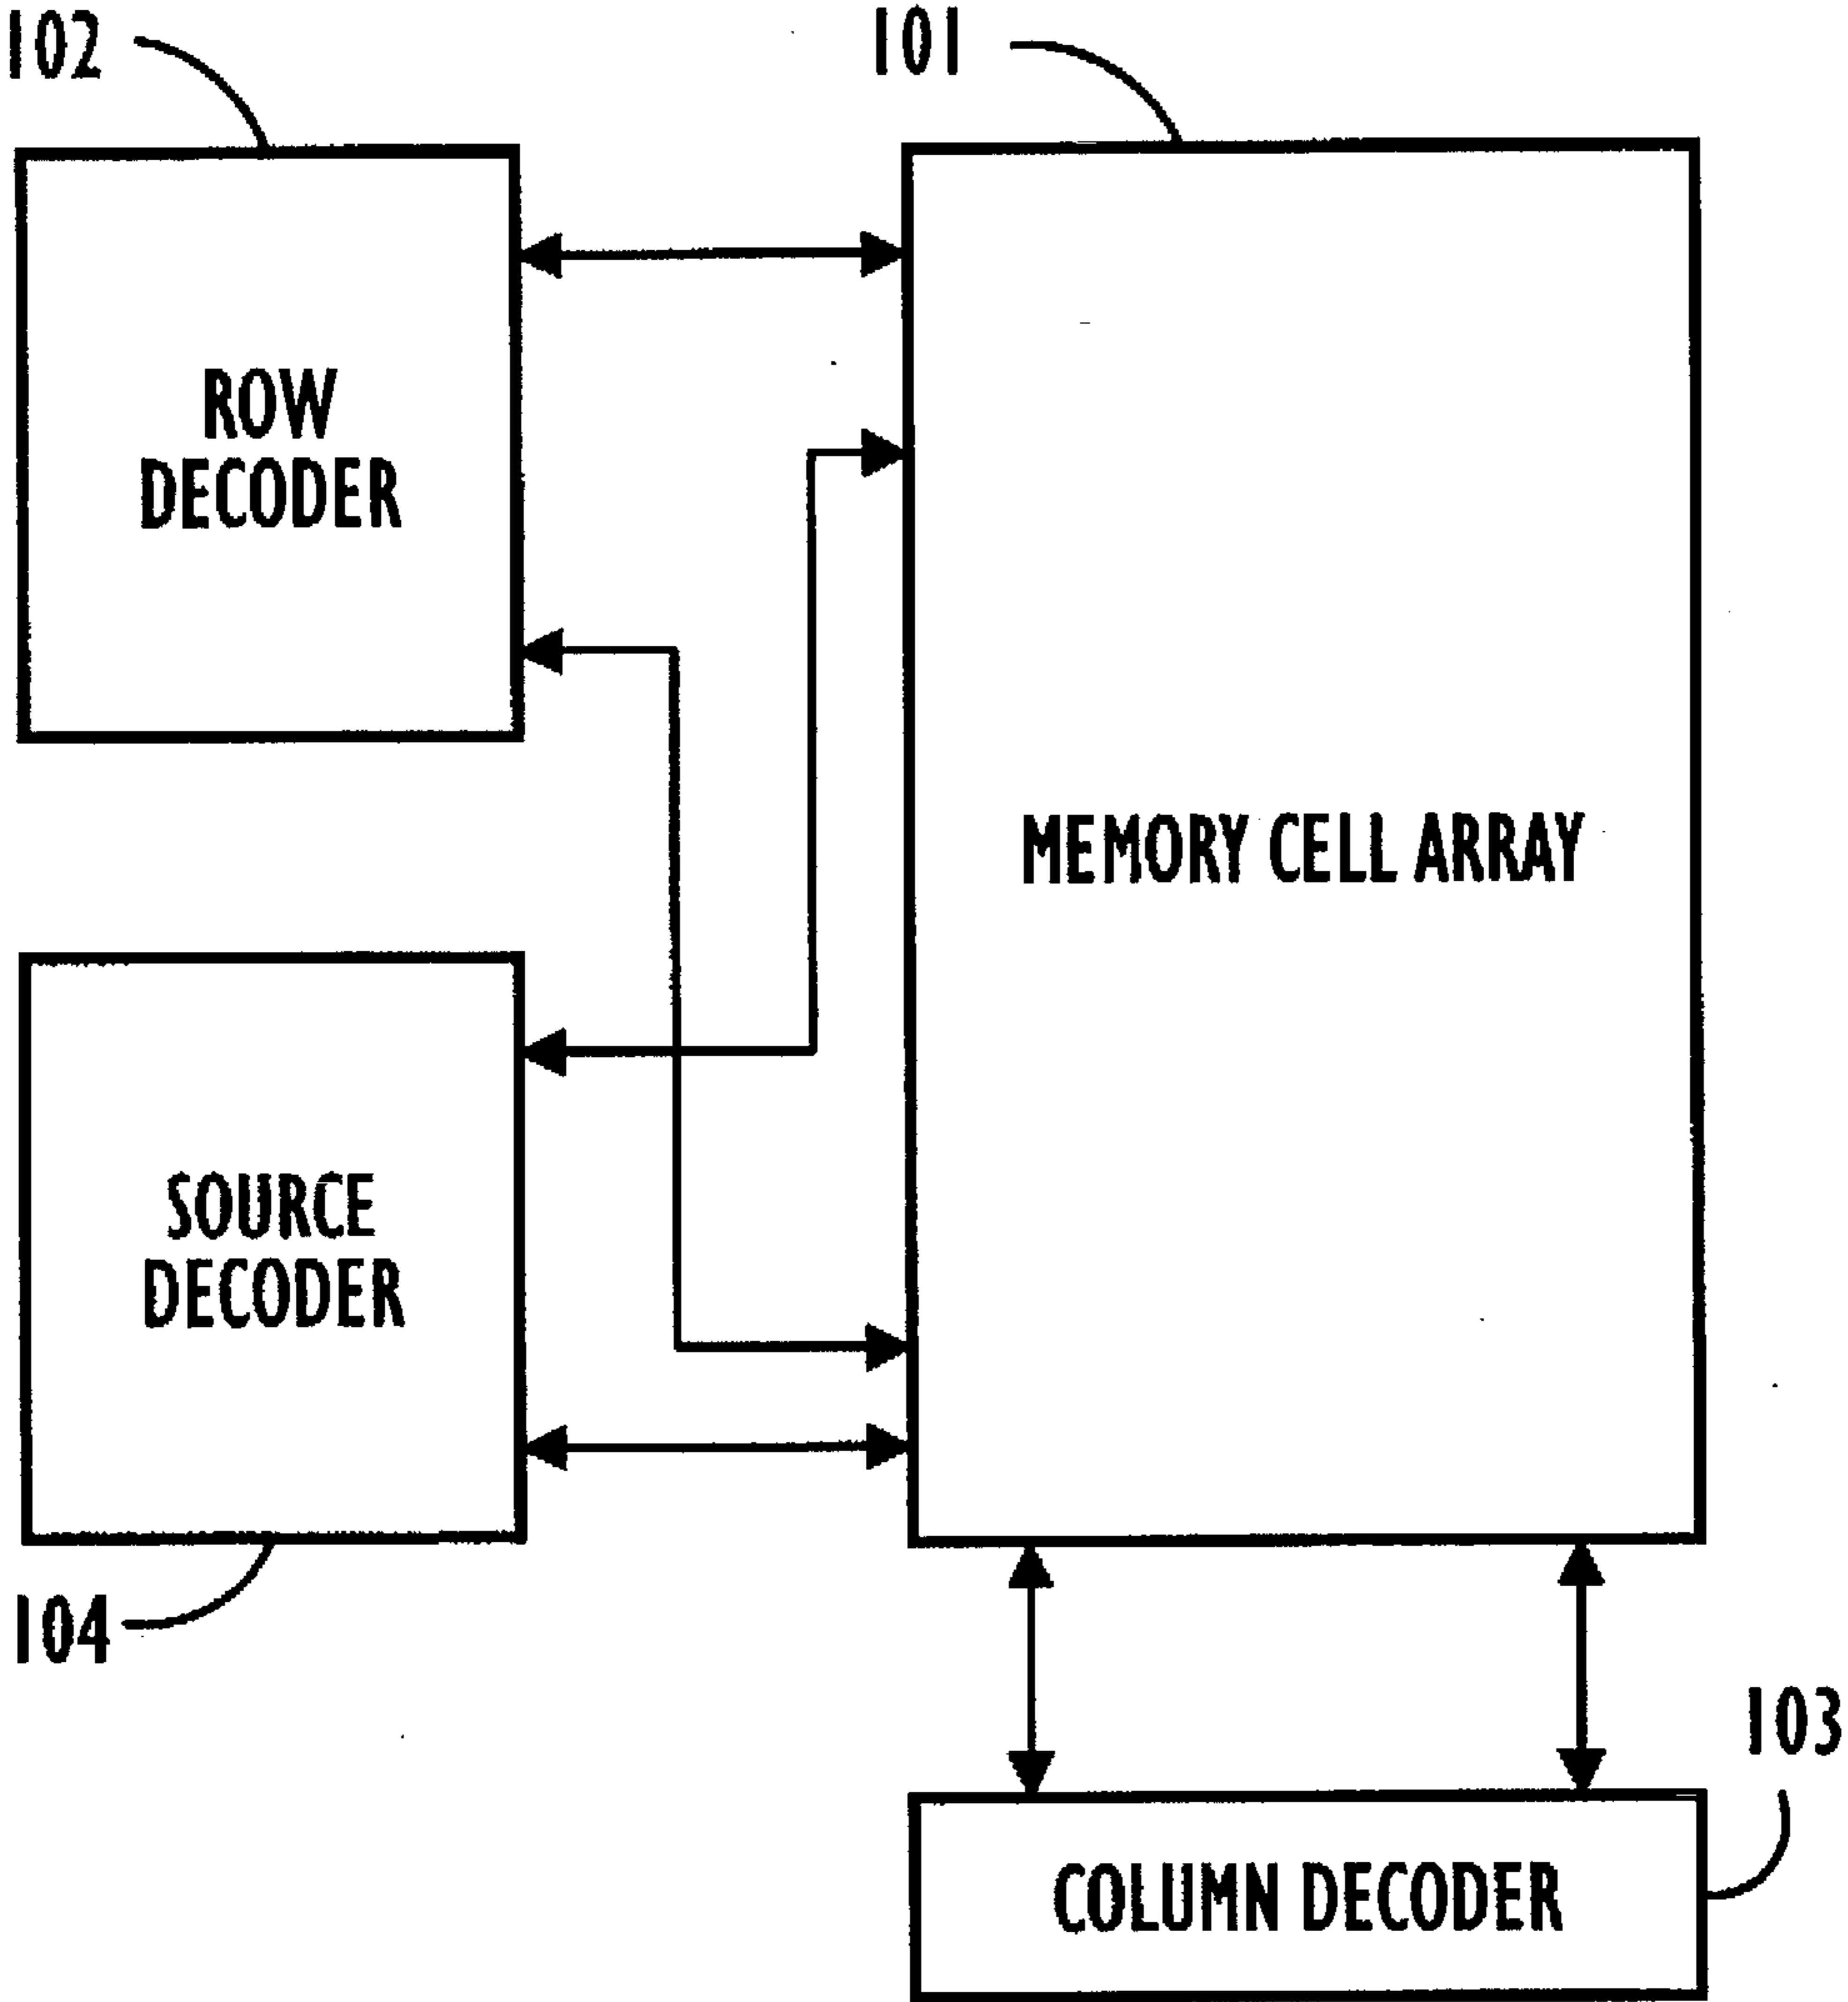 102
101
ROW
DECODER
MEMORY CELL ARRAY
SOURCE
DECODER
104
103
COLUMN DECODER